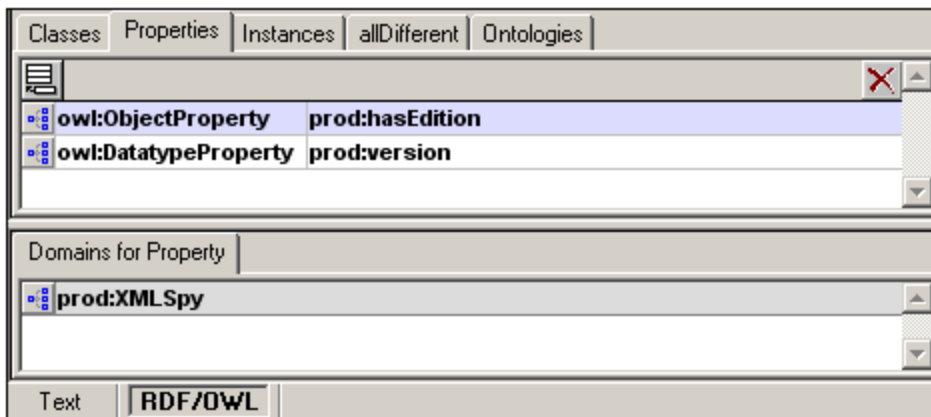 Classes Properties Instances allDifferent Ontologies
owl:ObjectProperty prod:hasEdition
owl:DatatypeProperty prod:version
Domains for Property
prod:XMLSpy
Text RDF/OWL